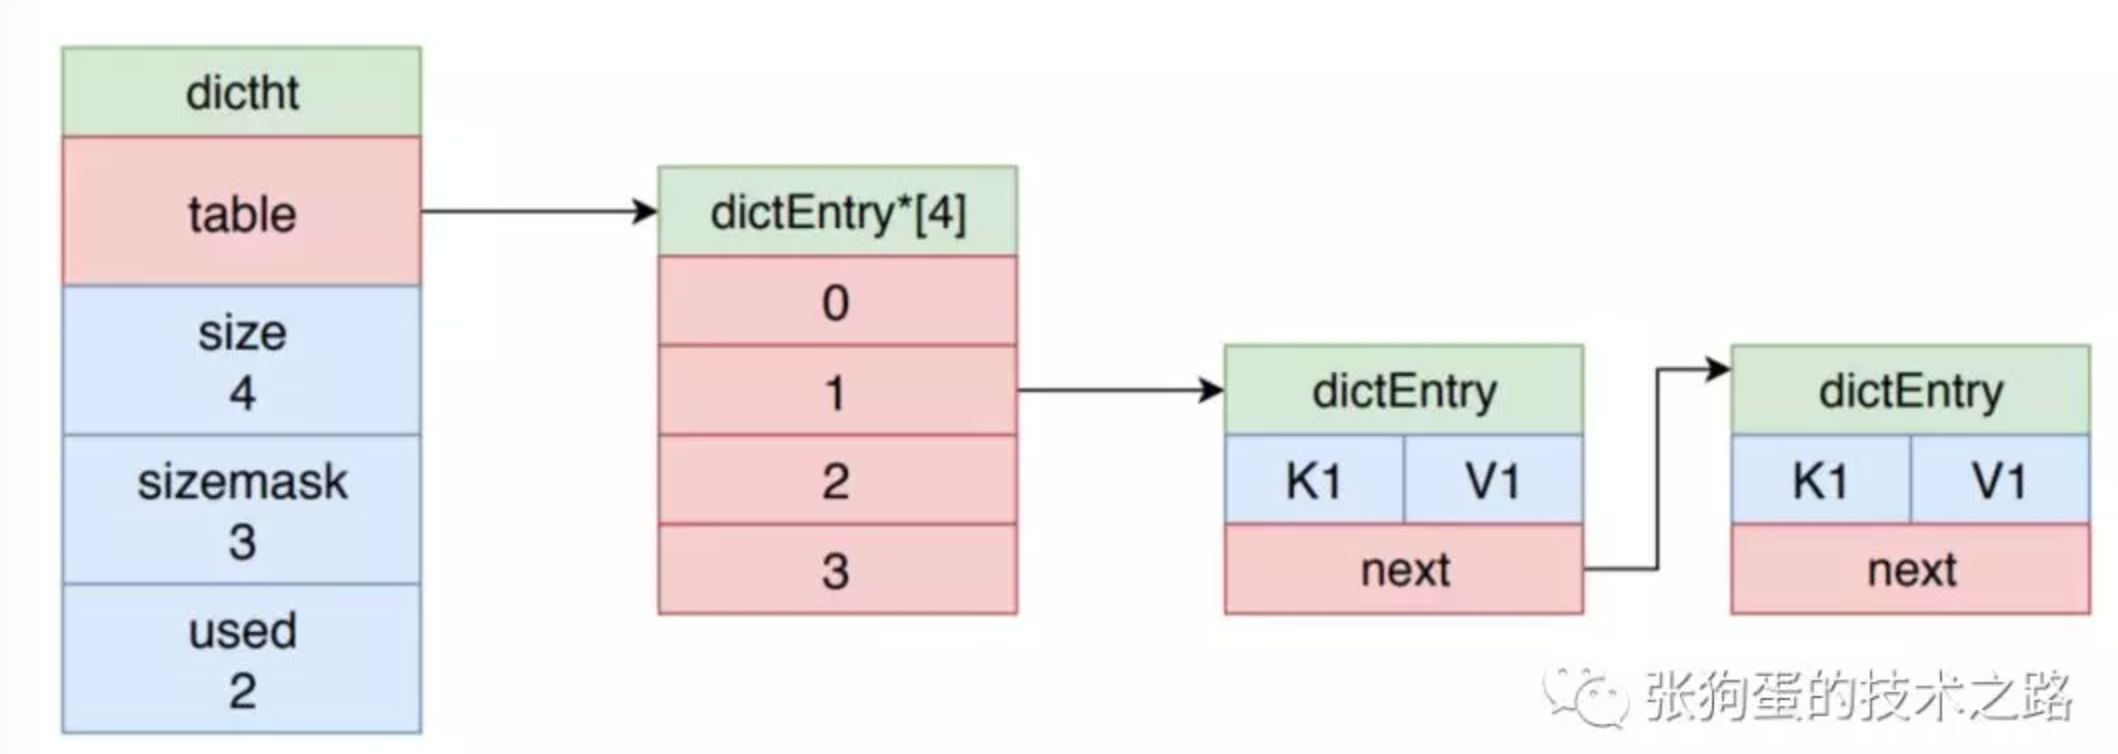 dictht
table
size
4
sizemask
3
used
2
dictEntry*[4]
0
1
2
3
dictEntry
K1
V1
next
dictEntry
K1
V1
next
张狗蛋的技术之路